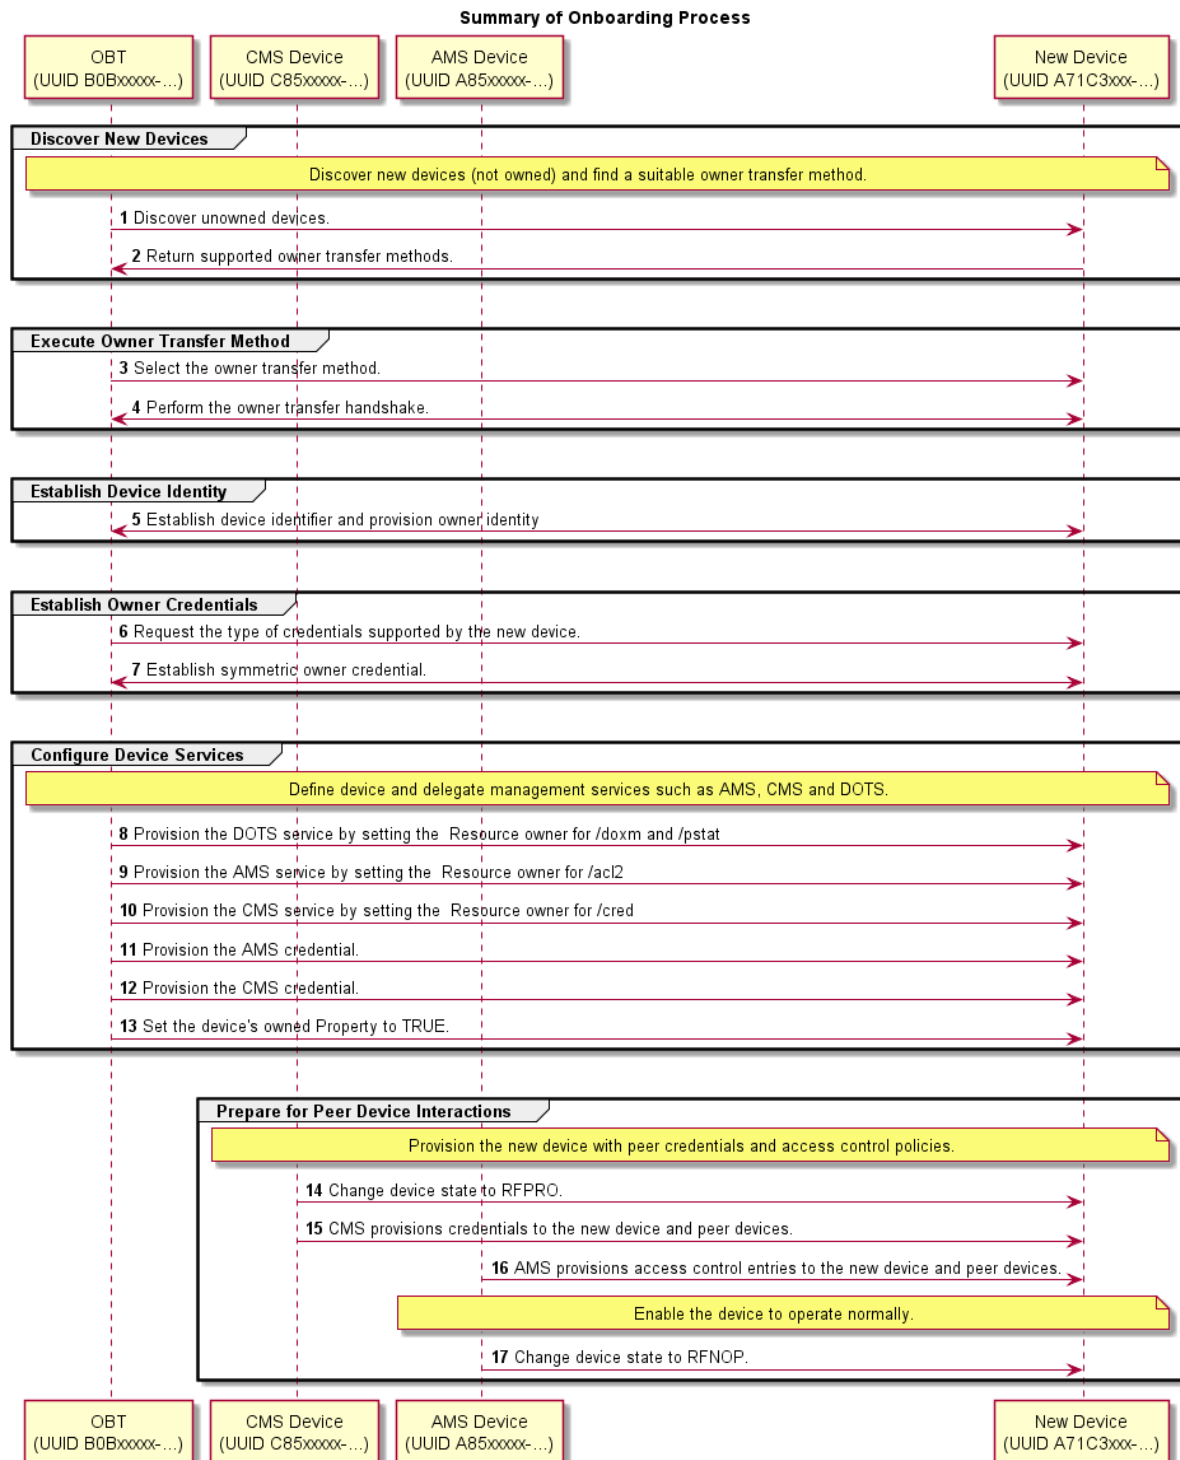 Summary of Onboarding Process
OBT
(UUID B0Bxxxxx-...)
CMS Device
(UUID C85xxxxx-...)
AMS Device
(UUID A85xxxxx-...)
New Device
(UUID A71C3xxx-...)
Discover New Devices
Discover new devices (not owned) and find a suitable owner transfer method.
1 Discover unowned devices.
2 Return supported owner transfer methods.
Execute Owner Transfer Method
3 Select the owner transfer method.
4 Perform the owner transfer handshake.
Establish Device Identity
5 Establish device identifier and provision owner identity
Establish Owner Credentials
6 Request the type of credentials supported by the new device.
7 Establish symmetric owner credential.
Configure Device Services
Define device and delegate management services such as AMS, CMS and DOTS.
8 Provision the DOTS service by setting the  Resource owner for /doxm and /pstat
9 Provision the AMS service by setting the  Resource owner for /acl2
10 Provision the CMS service by setting the  Resource owner for /cred
11 Provision the AMS credential.
12 Provision the CMS credential.
13 Set the device's owned Property to TRUE.
Prepare for Peer Device Interactions
Provision the new device with peer credentials and access control policies.
14 Change device state to RFPRO.
15 CMS provisions credentials to the new device and peer devices.
16 AMS provisions access control entries to the new device and peer devices.
Enable the device to operate normally.
17 Change device state to RFNOP.
OBT
(UUID B0Bxxxxx-...)
CMS Device
(UUID C85xxxxx-...)
AMS Device
(UUID A85xxxxx-...)
New Device
(UUID A71C3xxx-...)